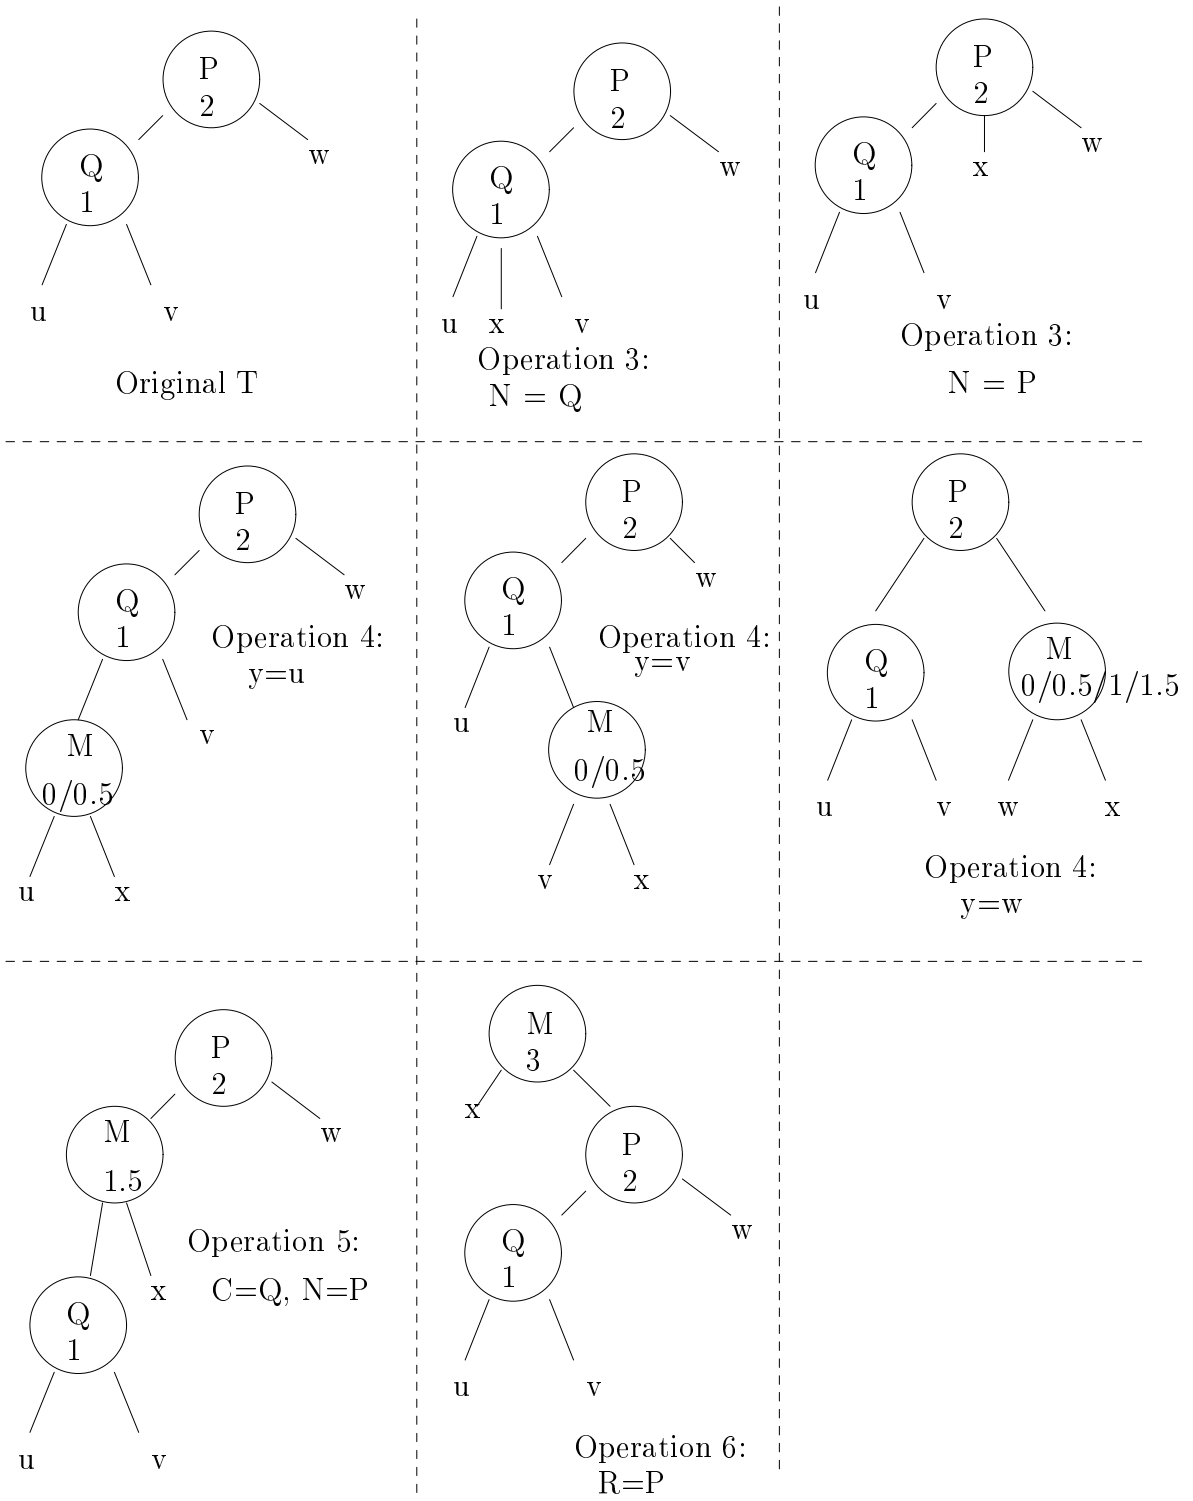 P
2
w
Q
1
u
v
Original T
P
2
w
Q
1
u x v
Operation 3:
N = Q
P
2
w
x
Q
1
u
v
Operation 3:
N = P
P
2
w
Q
1
Operation 4:
y=u
v
M
0/0.5
u
x
P
2
w
Q
1
Operation 4:
y=v
u
M
0/0.5
v
x
P
2
Q
1
M
0/0.5/1/1.5
u
v
w
x
Operation 4:
y=w
P
2
w
M
1.5
Operation 5:
C=Q, N=P
x
Q
1
u
v
M
3
x
P
2
w
Q
1
u
v
Operation 6:
R=P